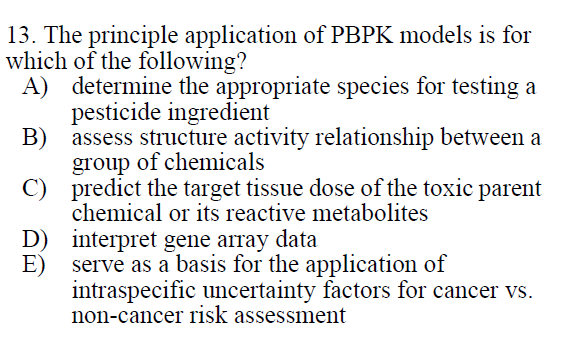 13. The principle application of PBPK models is for
which of the following?
A) determine the appropriate species for testing a
pesticide ingredient
B) assess structure activity relationship between a
group of chemicals
C) predict the target tissue dose of the toxic parent
chemical or its reactive metabolites
D) interpret gene array data
E) serve as a basis for the application of
intraspecific uncertainty factors for cancer vs.
non-cancer risk assessment